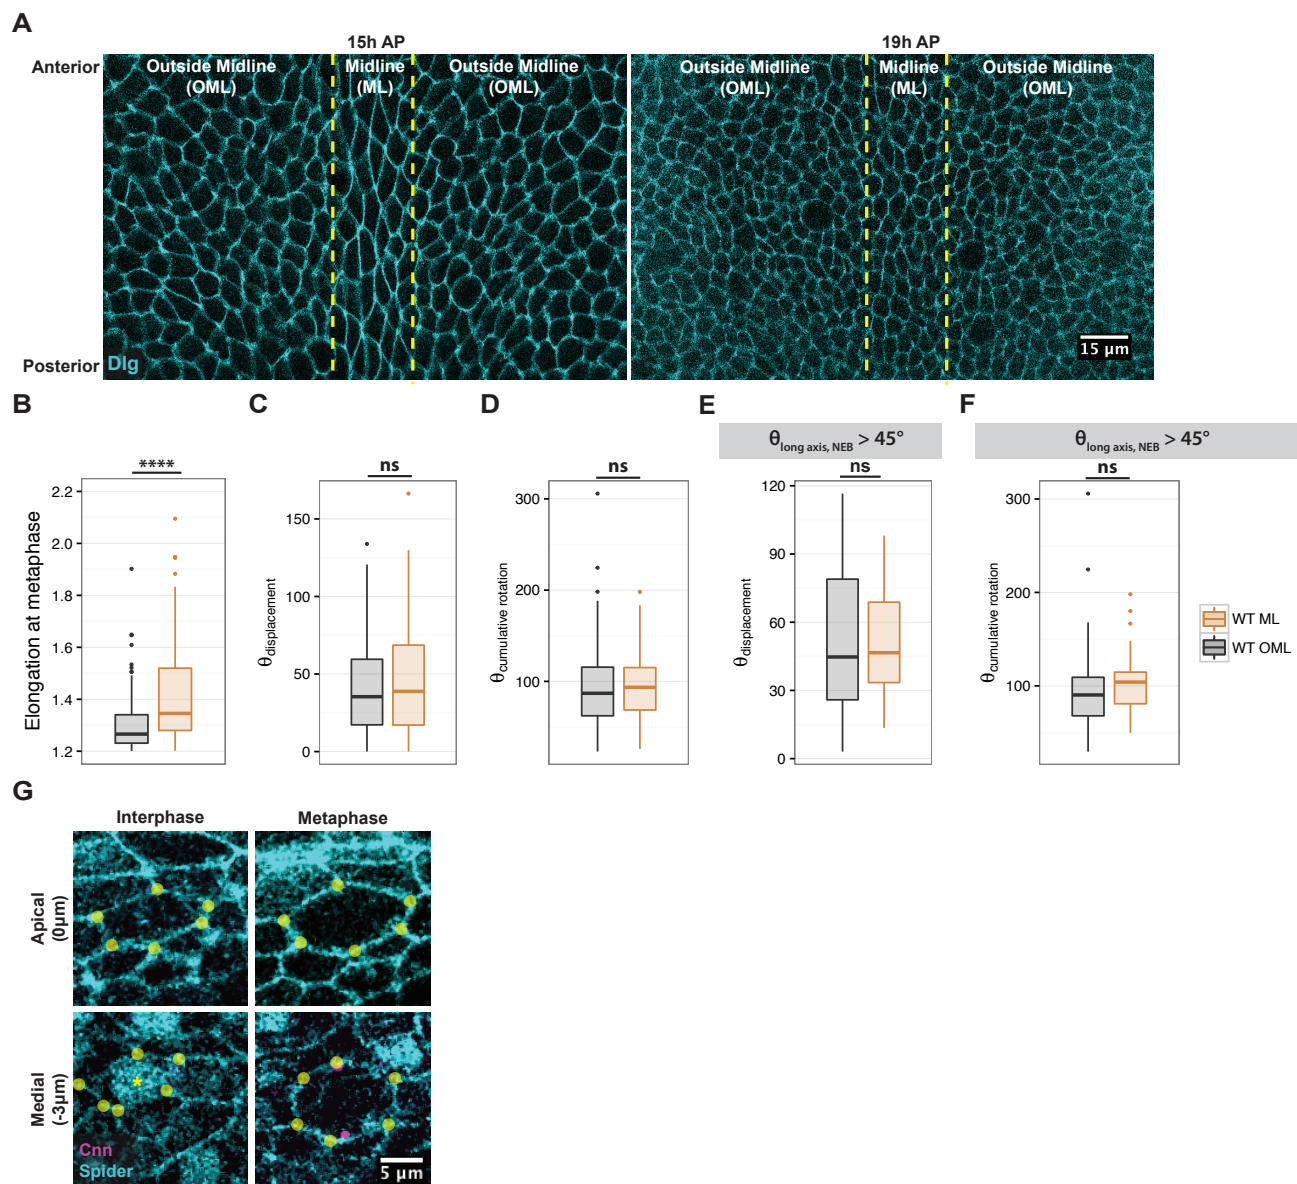 A
15h AP
19h AP
Anterior
Posterior
Outside Midline
(OML)
Midline
(ML)
Outside Midline
(OML)
Outside Midline
(OML)
Midline
(ML)
Outside Midline
(OML)
Dlg
15 µm
B
****
Elongation at metaphase
2.2
2.0
1.8
1.6
1.4
1.2
C
ns
θdisplacement
150
100
50
0
D
ns
θcumulative rotation
300
200
100
E
θlong axis, NEB > 45°
ns
θdisplacement
120
90
60
30
0
F
θlong axis, NEB > 45°
ns
θcumulative rotation
300
200
100
WT ML
WT OML
G
Interphase
Metaphase
Apical
(0µm)
Medial
(-3µm)
*
Cnn
Spider
5 µm